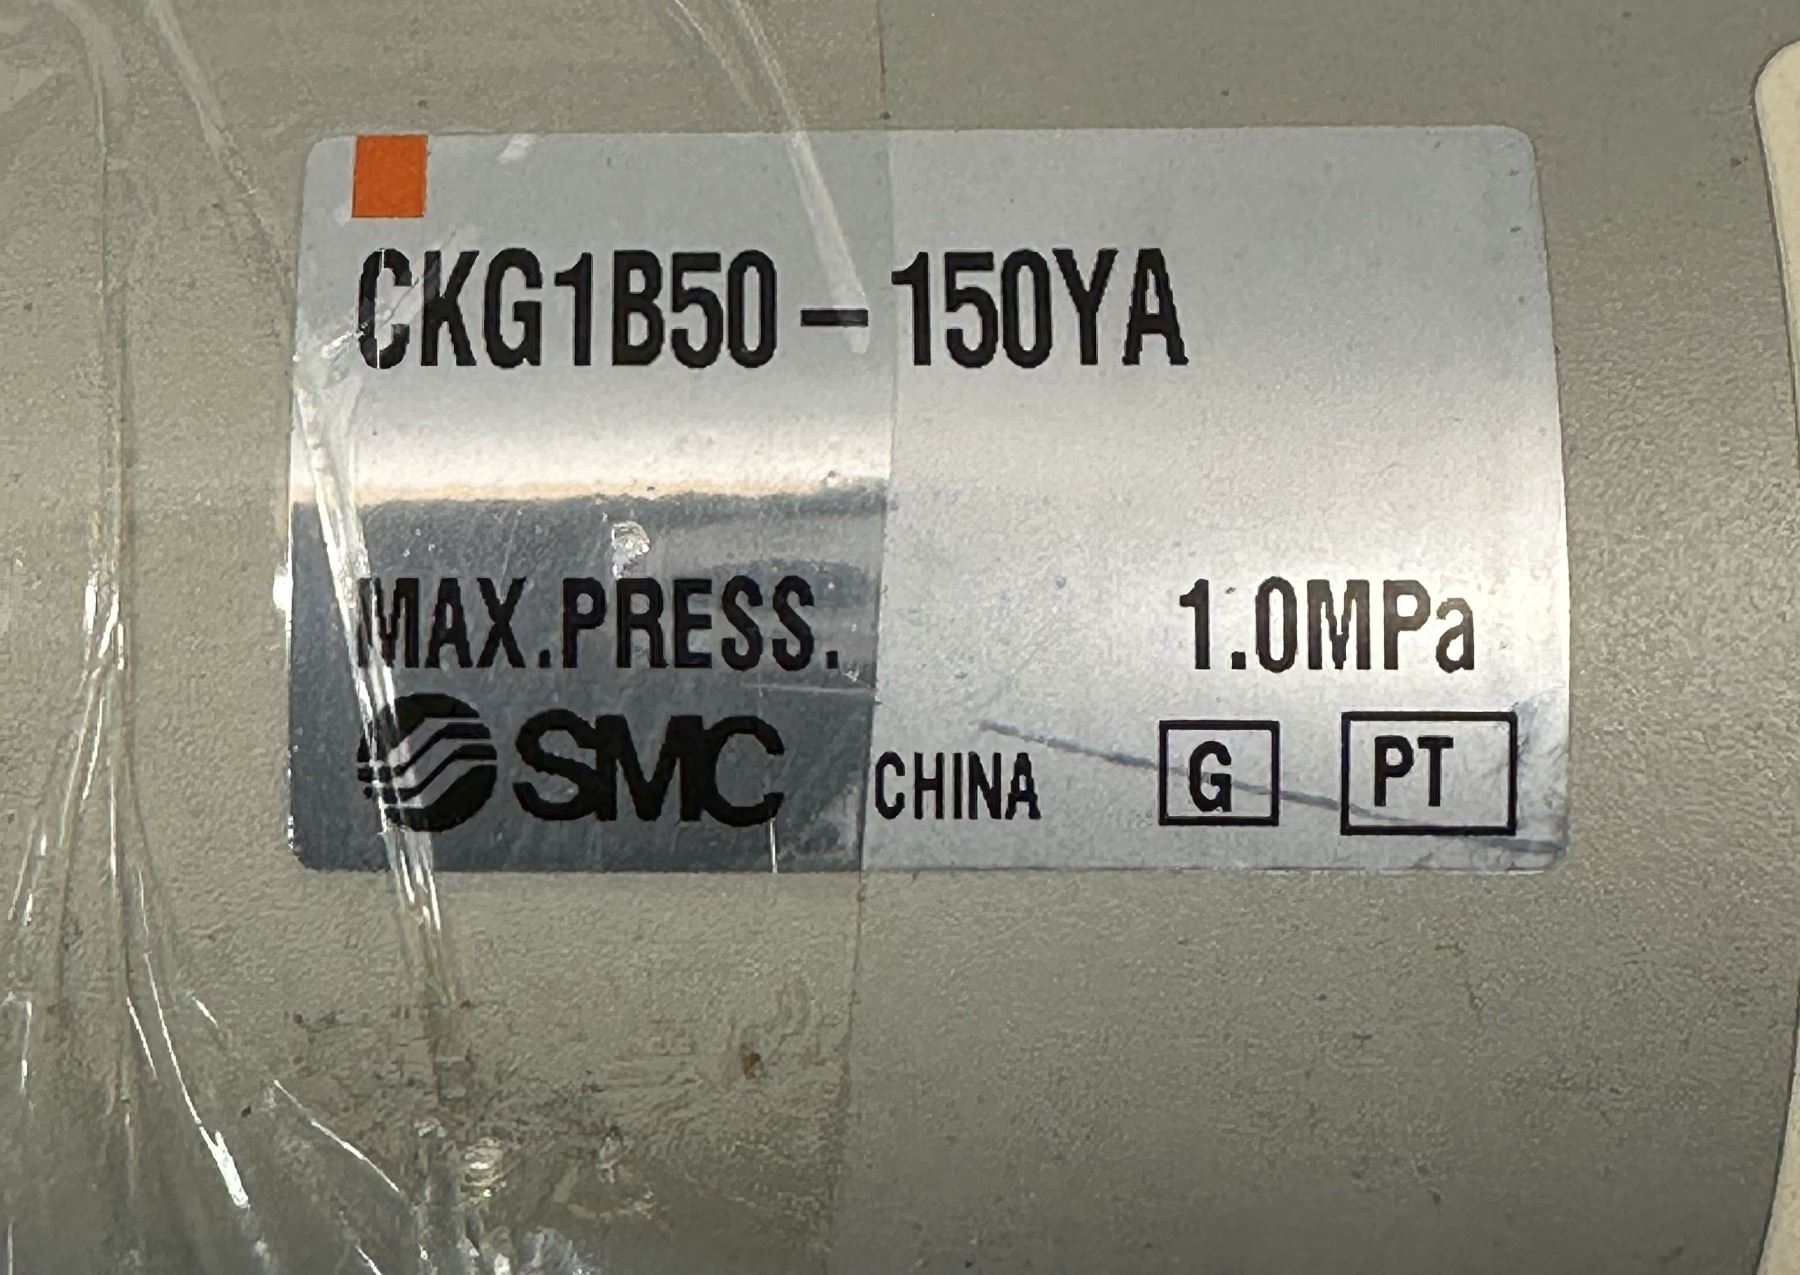 CKG1B50-150YA
MAX.PRESS. 1.0MPa
SMC CHINA G PT